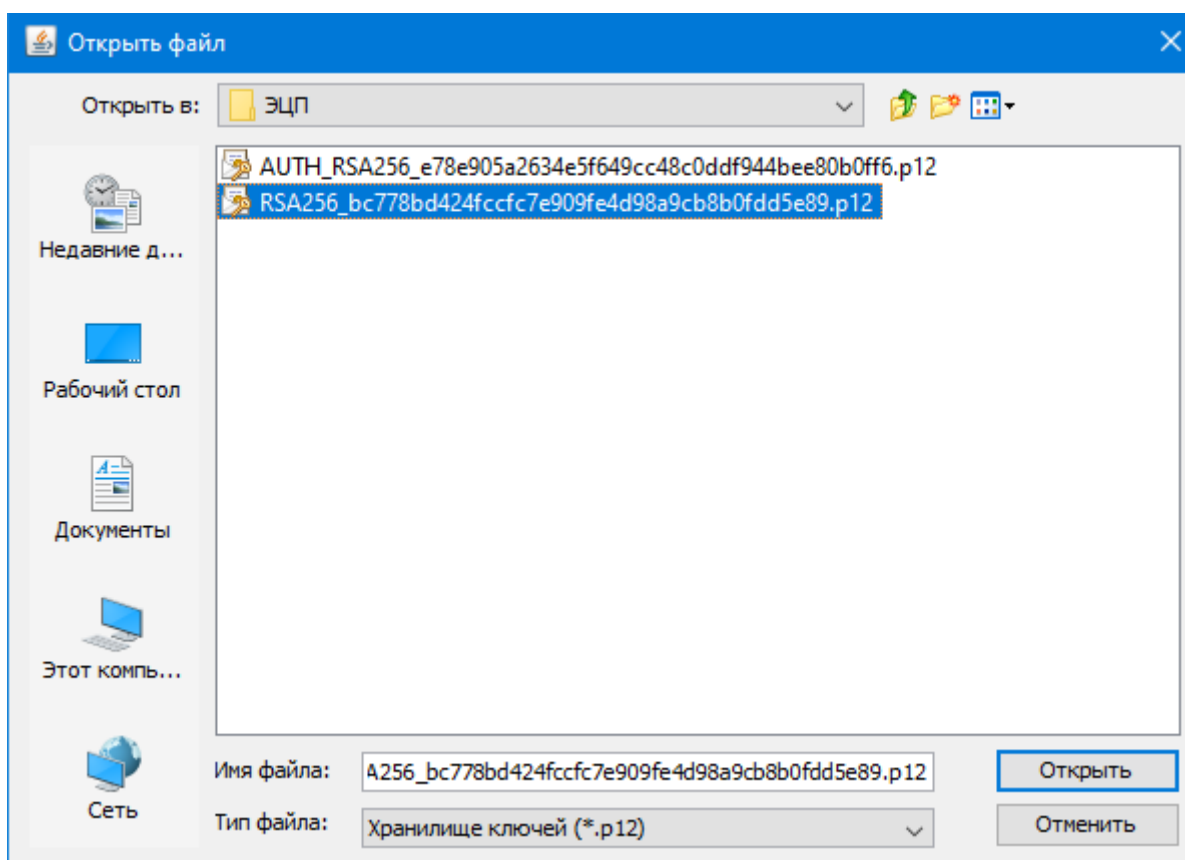 Открыть файл
Открыть в: ЭЦП
AUTH_RSA256_e78e905a2634e5f649cc48c0ddf944bee80b0ff6.p12
RSA256_bc778bd424fccfc7e909fe4d98a9cb8b0fdd5e89.p12
Недавние д...
Рабочий стол
Документы
Этот компь...
Сеть
Имя файла: A256_bc778bd424fccfc7e909fe4d98a9cb8b0fdd5e89.p12 Открыть
Тип файла: Хранилище ключей (*.p12) Отменить